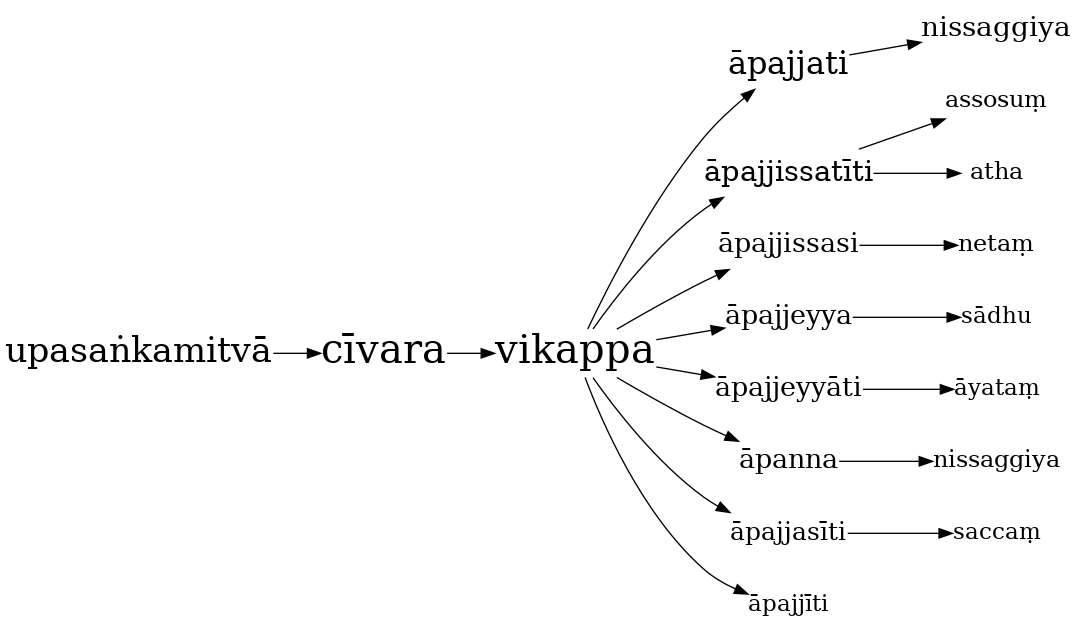 nissaggiya
āpajjati
assosuṃ
āpajjissatīti
atha
āpajjissasi
netaṃ
āpajjeyya
sādhu
upasaṅkamitvā
cīvara
vikappa
āpajjeyyāti
āyataṃ
āpanna
nissaggiya
āpajjasīti
saccaṃ
āpajjīti